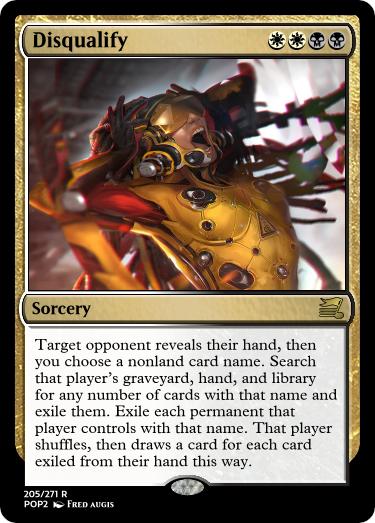 Disqualify
Sorcery
Target opponent reveals their hand, then
you choose a nonland card name. Search
that player's graveyard, hand, and library
for any number of cards with that name and
exile them. Exile each permanent that
player controls with that name. That player
shuffles, then draws a card for each card
exiled from their hand this way.
205/271 R
POP2 Fred Augis